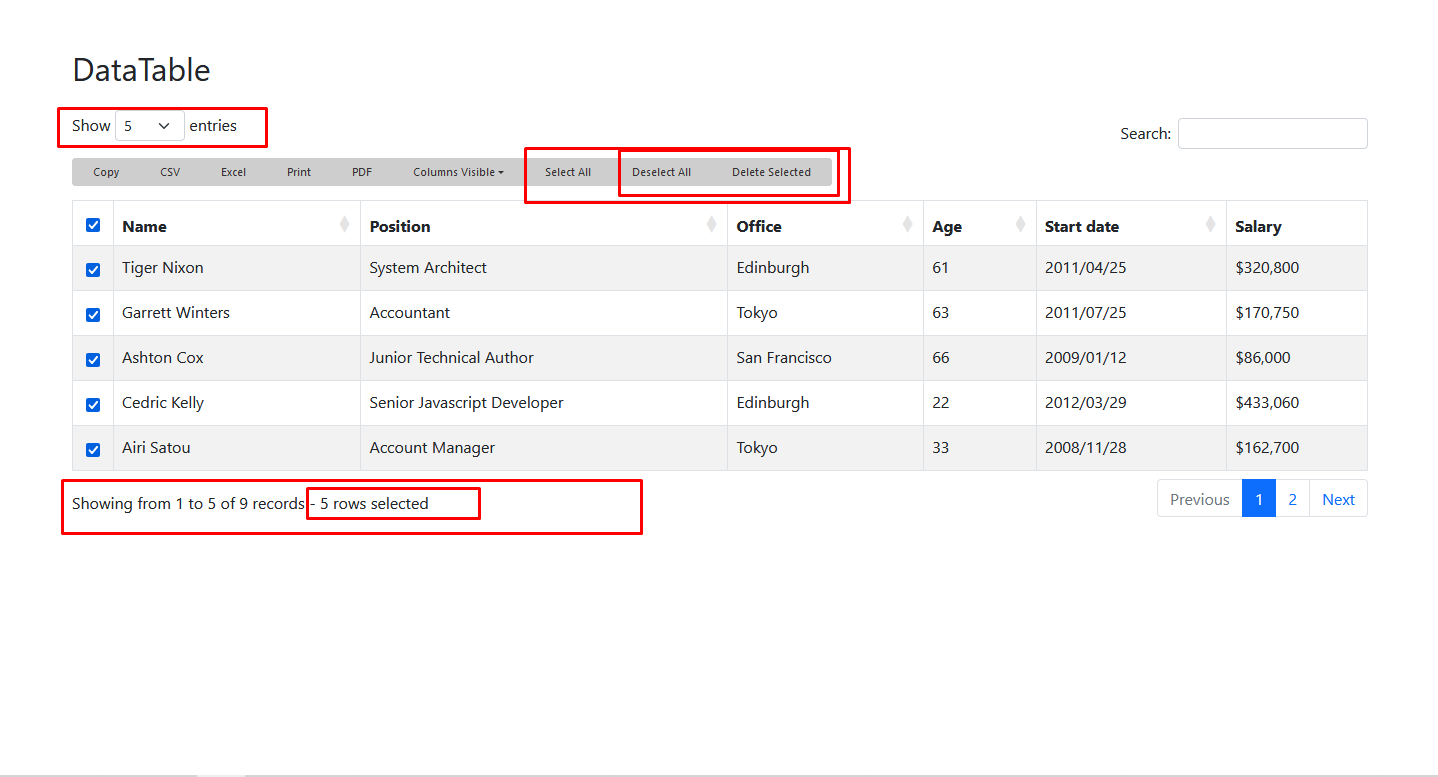 DataTable
Show 5 entries
Search:
Copy CSV Excel Print PDF Columns Visible Select All Deselect All Delete Selected
Name Position Office Age Start date Salary
Tiger Nixon System Architect Edinburgh 61 2011/04/25 $320,800
Garrett Winters Accountant Tokyo 63 2011/07/25 $170,750
Ashton Cox Junior Technical Author San Francisco 66 2009/01/12 $86,000
Cedric Kelly Senior Javascript Developer Edinburgh 22 2012/03/29 $433,060
Airi Satou Account Manager Tokyo 33 2008/11/28 $162,700
Showing from 1 to 5 of 9 records - 5 rows selected
Previous 1 2 Next